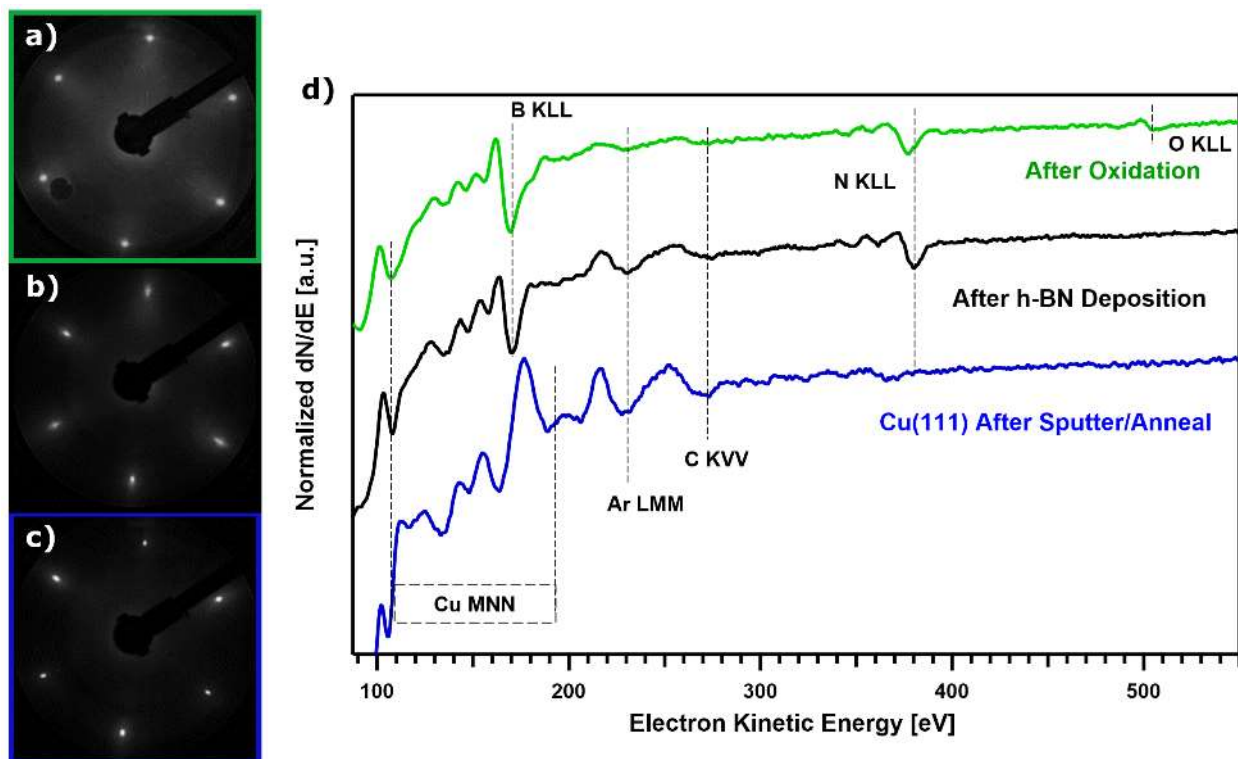 a)
b)
c)
d)
B KLL
O KLL
N KLL
After Oxidation
After h-BN Deposition
Cu(111) After Sputter/Anneal
C KVV
Ar LMM
Cu MNN
Normalized dN/dE [a.u.]
100 200 300 400 500
Electron Kinetic Energy [eV]